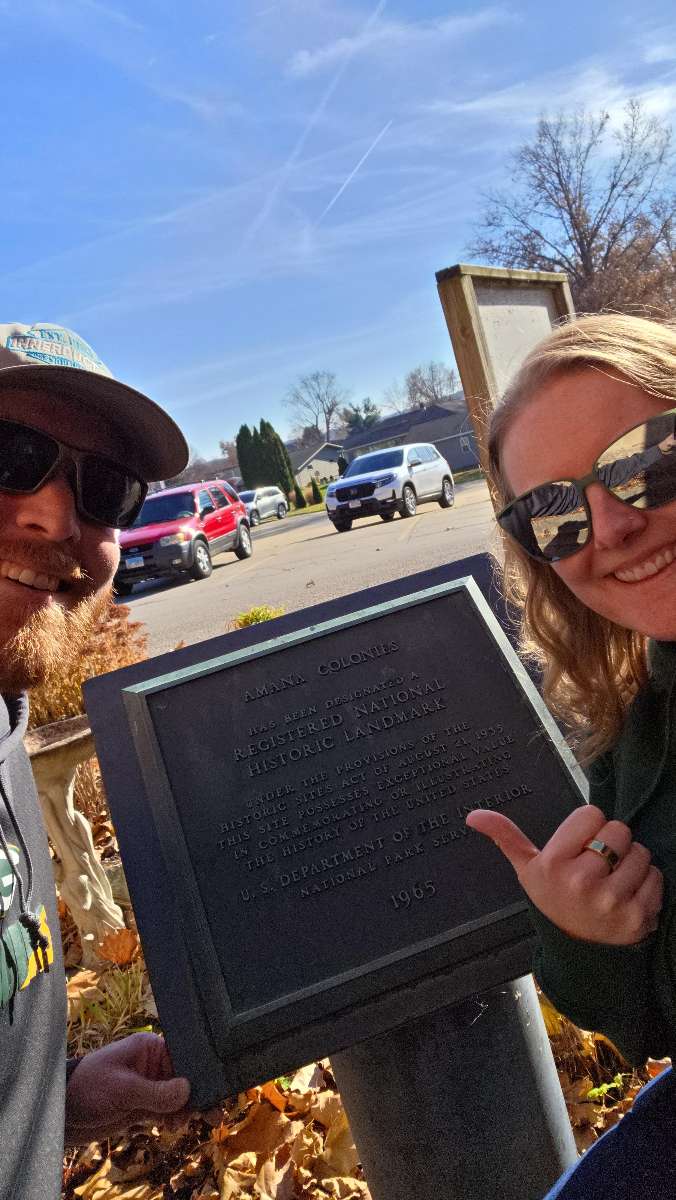 AMANA COLONIES
HAS BEEN DESIGNATED A
REGISTERED NATIONAL
HISTORIC LANDMARK
UNDER THE PROVISIONS OF THE
HISTORIC SITES ACT OF AUGUST 21, 1935
THIS SITE POSSESSES EXCEPTIONAL VALUE
IN COMMEMORATING OR ILLUSTRATING
THE HISTORY OF THE UNITED STATES
U. S. DEPARTMENT OF THE INTERIOR
NATIONAL PARK
1965